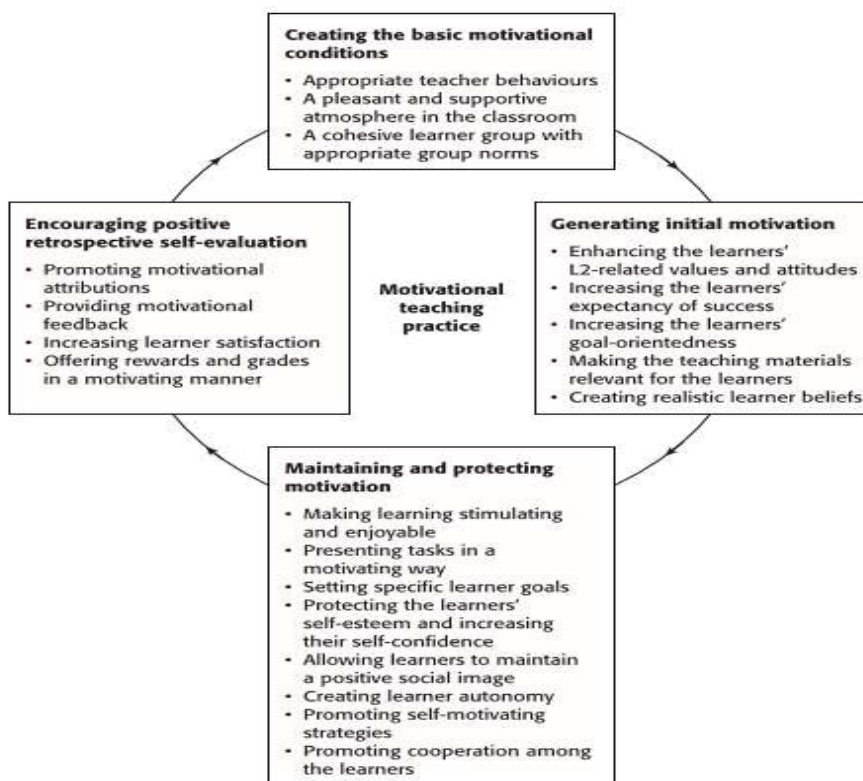 Creating the basic motivational
conditions
• Appropriate teacher behaviours
• A pleasant and supportive
atmosphere in the classroom
• A cohesive learner group with
appropriate group norms
Encouraging positive
retrospective self-evaluation
• Promoting motivational
attributions
• Providing motivational
feedback
• Increasing learner satisfaction
• Offering rewards and grades
in a motivating manner
Motivational
teaching
practice
Generating initial motivation
• Enhancing the learners'
L2-related values and attitudes
• Increasing the learners'
expectancy of success
• Increasing the learners'
goal-orientedness
• Making the teaching materials
relevant for the learners
• Creating realistic learner beliefs
Maintaining and protecting
motivation
• Making learning stimulating
and enjoyable
• Presenting tasks in a
motivating way
• Setting specific learner goals
• Protecting the learners'
self-esteem and increasing
their self-confidence
• Allowing learners to maintain
a positive social image
• Creating learner autonomy
• Promoting self-motivating
strategies
• Promoting cooperation among
the learners